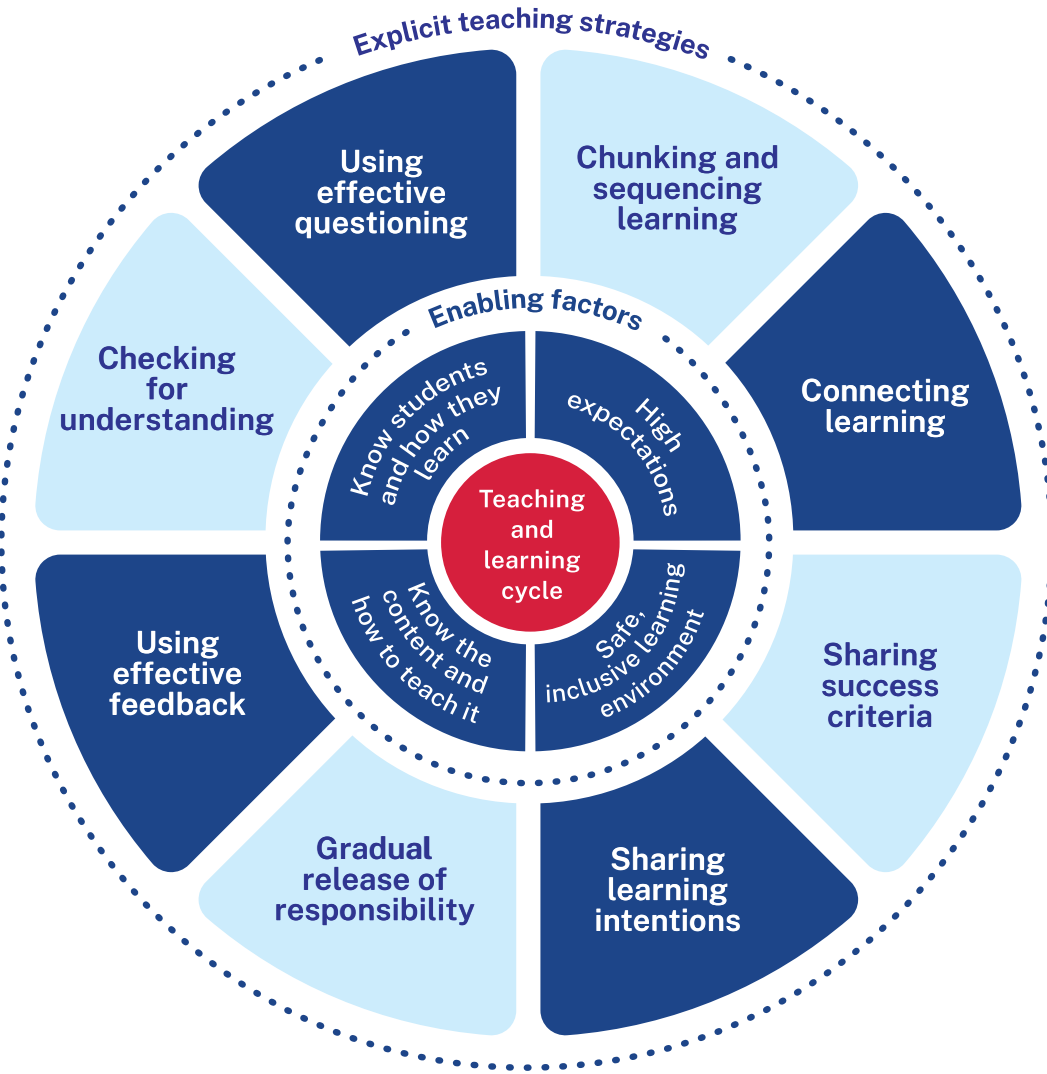 Explicit teaching strategies
Using
effective
questioning
Chunking and
sequencing
learning
Connecting
learning
Sharing
success
criteria
Sharing
learning
intentions
Gradual
release of
responsibility
Using
effective
feedback
Checking
for
understanding
Enabling factors
Know students
and how they
learn
High
expectations
Safe,
inclusive learning
environment
Know the
content and
how to teach it
Teaching
and
learning
cycle